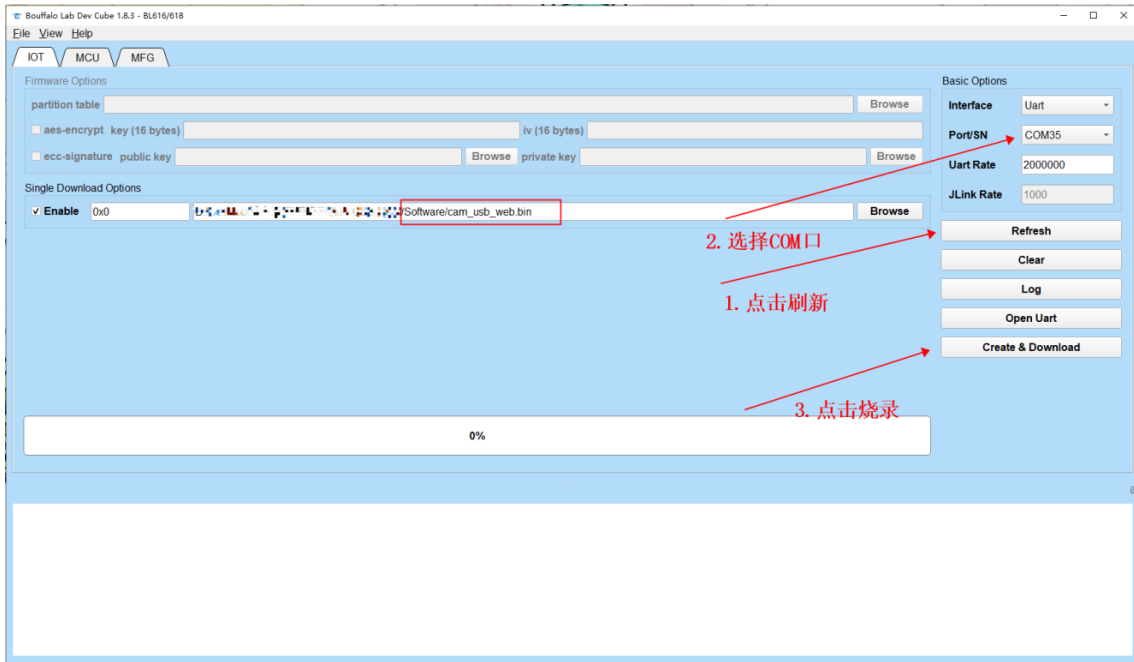 Bouffalo Lab Dev Cube 1.8.3 - BL616/618
File View Help
IOT MCU MFG
Firmware Options
partition table Browse
aes-encrypt key (16 bytes) iv (16 bytes)
ecc-signature public key Browse private key Browse
Single Download Options
Enable 0x0 /Software/cam_usb_web.bin Browse
Basic Options
Interface Uart
Port/SN COM35
Uart Rate 2000000
JLink Rate 1000
Refresh
Clear
Log
Open Uart
Create & Download
2.选择COM口
1.点击刷新
3.点击烧录
0%